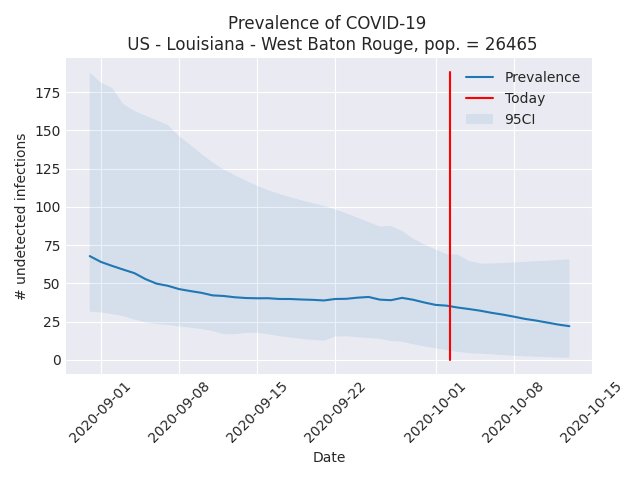 Prevalence of COVID-19
US - Louisiana - West Baton Rouge, pop. = 26465
Prevalence
Today
95CI
# undetected infections
175
150
125
100
75
50
25
0
2020-09-01
2020-09-08
2020-09-15
2020-09-22
2020-10-01
2020-10-08
2020-10-15
Date